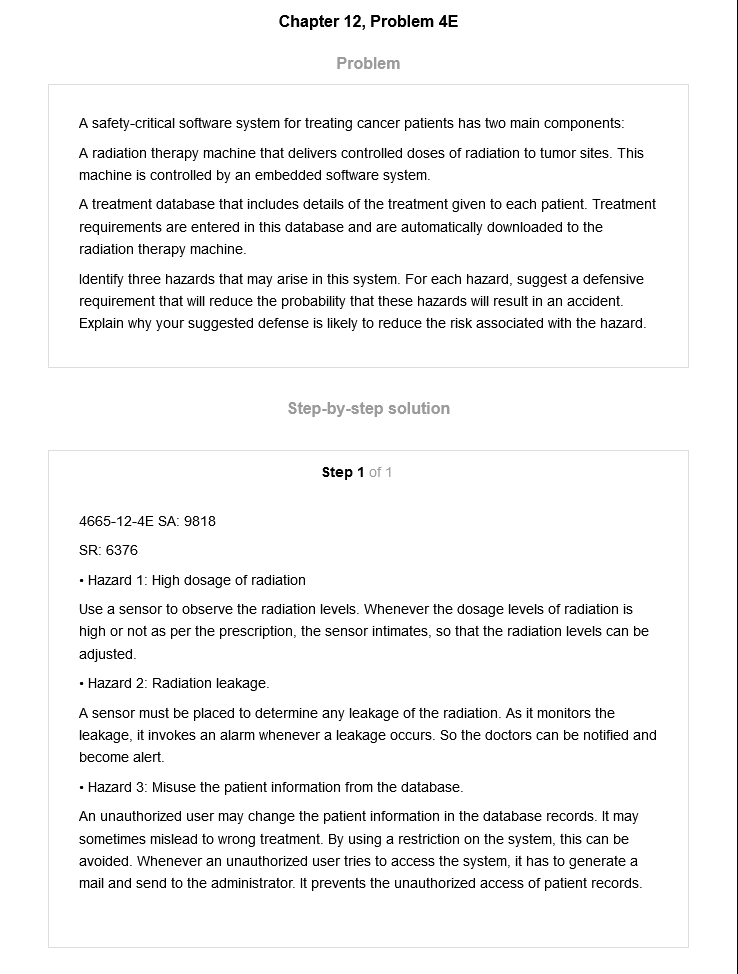 Chapter 12, Problem 4E
Problem
A safety-critical software system for treating cancer patients has two main components:
A radiation therapy machine that delivers controlled doses of radiation to tumor sites. This
machine is controlled by an embedded software system.
A treatment database that includes details of the treatment given to each patient. Treatment
requirements are entered in this database and are automatically downloaded to the
radiation therapy machine.
Identify three hazards that may arise in this system. For each hazard, suggest a defensive
requirement that will reduce the probability that these hazards will result in an accident.
Explain why your suggested defense is likely to reduce the risk associated with the hazard.
Step-by-step solution
Step 1 of 1
4665-12-4E SA: 9818
SR: 6376
• Hazard 1: High dosage of radiation
Use a sensor to observe the radiation levels. Whenever the dosage levels of radiation is
high or not as per the prescription, the sensor intimates, so that the radiation levels can be
adjusted.
• Hazard 2: Radiation leakage.
A sensor must be placed to determine any leakage of the radiation. As it monitors the
leakage, it invokes an alarm whenever a leakage occurs. So the doctors can be notified and
become alert.
• Hazard 3: Misuse the patient information from the database.
An unauthorized user may change the patient information in the database records. It may
sometimes mislead to wrong treatment. By using a restriction on the system, this can be
avoided. Whenever an unauthorized user tries to access the system, it has to generate a
mail and send to the administrator. It prevents the unauthorized access of patient records.